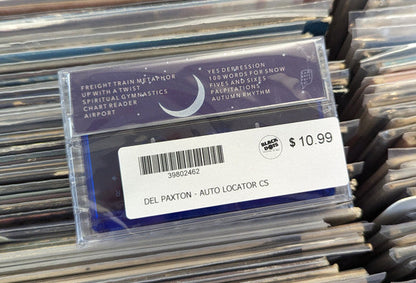 FREIGHT TRAIN METAPHOR
UP WITH A TWIST
SPIRITUAL GYMNASTICS
CHART READER
AIRPORT
YES DEPRESSION
100 WORDS FOR SNOW
FIVES AND SIXES
PALPITATIONS
AUTUMN RHYTHM
BLACK
DOTS
$10.99
39802462
DEL PAXTON - AUTO LOCATOR CS